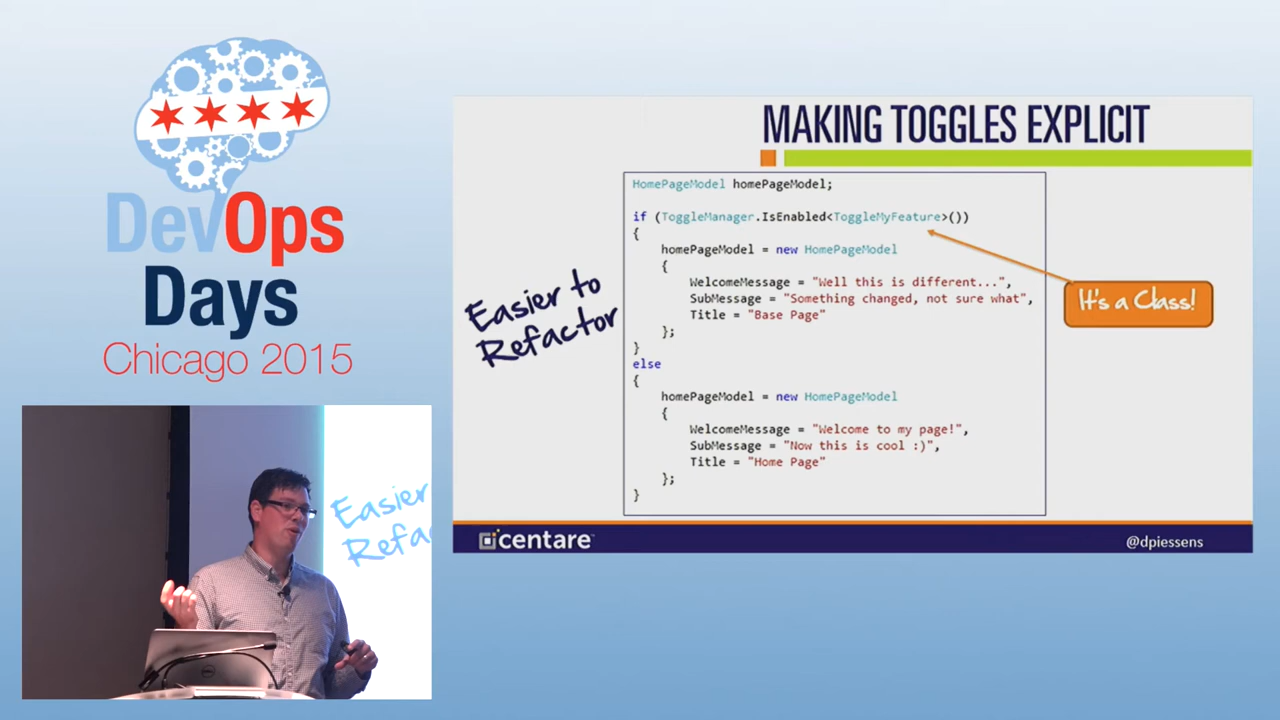 DevOps
Days
Chicago 2015
MAKING TOGGLES EXPLICIT
HomePageModel homePageModel;
if (ToggleManager.IsEnabled<ToggleMyFeature>())
{
homePageModel = new HomePageModel
{
WelcomeMessage = "Well this is different...",
SubMessage = "Something changed, not sure what",
Title = "Base Page"
};
}
else
{
homePageModel = new HomePageModel
{
WelcomeMessage = "Welcome to my page!",
SubMessage = "Now this is cool :)",
Title = "Home Page"
};
}
Easier to
Refactor
It's a Class!
centare
@dpiessens
Easier
Refa
DELL